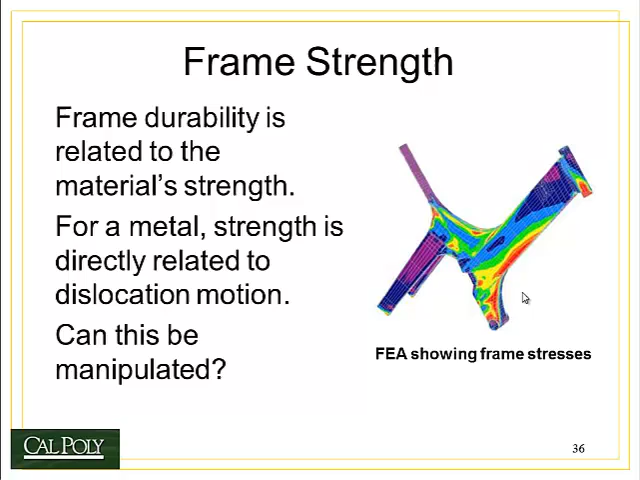 Frame Strength
Frame durability is
related to the
material's strength.
For a metal, strength is
directly related to
dislocation motion.
Can this be
manipulated?
FEA showing frame stresses
CAL POLY
36